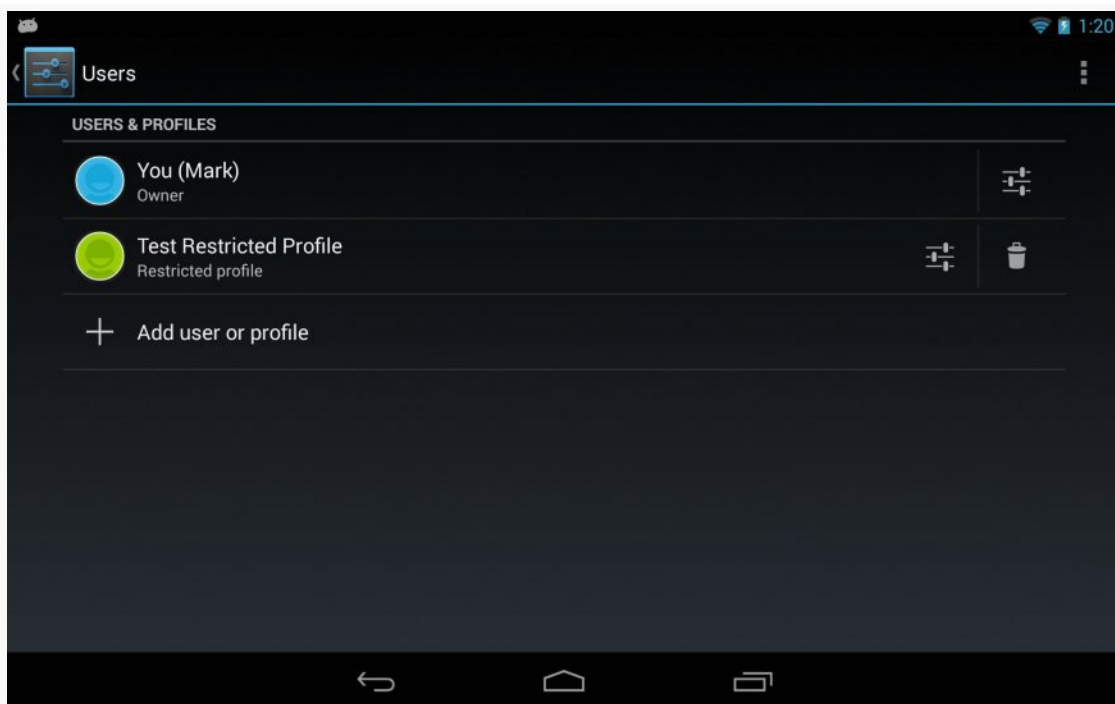 1:20
Users
USERS & PROFILES
You (Mark)
Owner
Test Restricted Profile
Restricted profile
Add user or profile